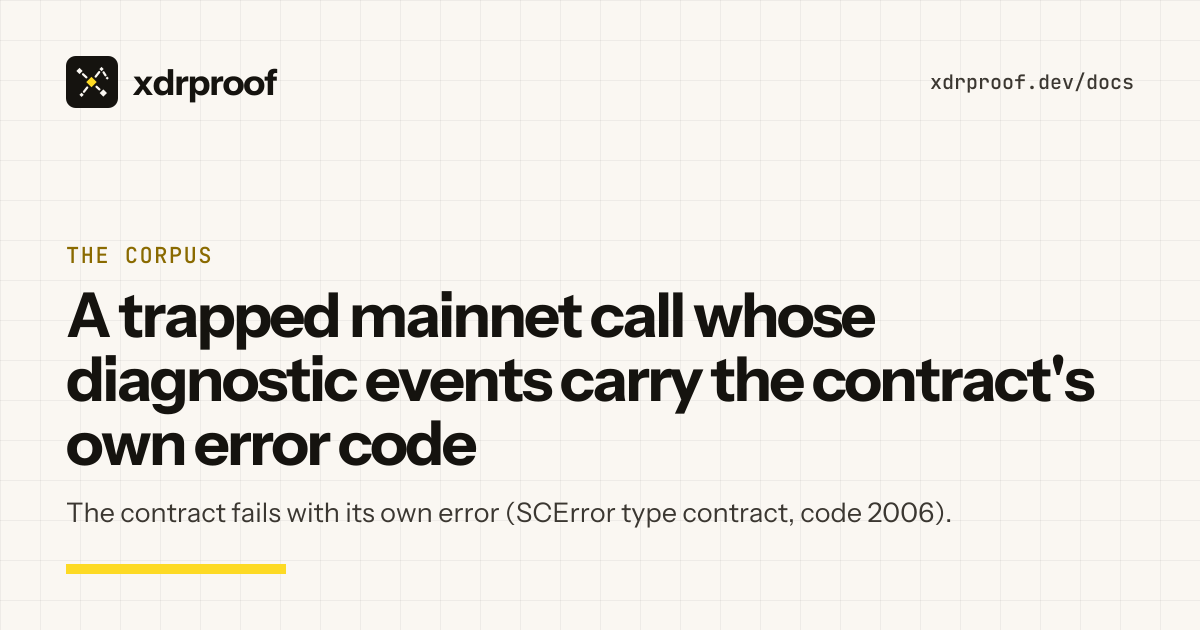 xdrproof
xdrproof.dev/docs
THE CORPUS
A trapped mainnet call whose
diagnostic events carry the contract's
own error code
The contract fails with its own error (SCError type contract, code 2006).